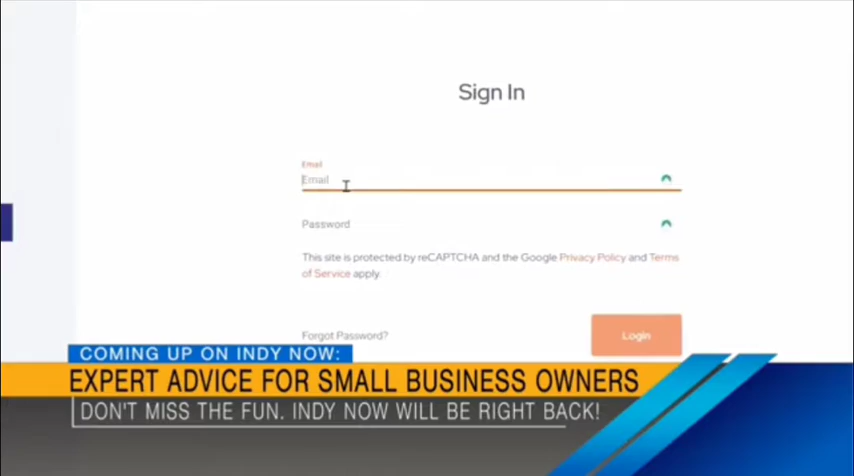 Sign In
Email
Email
Password
This site is protected by reCAPTCHA and the Google Privacy Policy and Terms
of Service apply.
Forgot Password?
Login
COMING UP ON INDY NOW:
EXPERT ADVICE FOR SMALL BUSINESS OWNERS
DON'T MISS THE FUN. INDY NOW WILL BE RIGHT BACK!